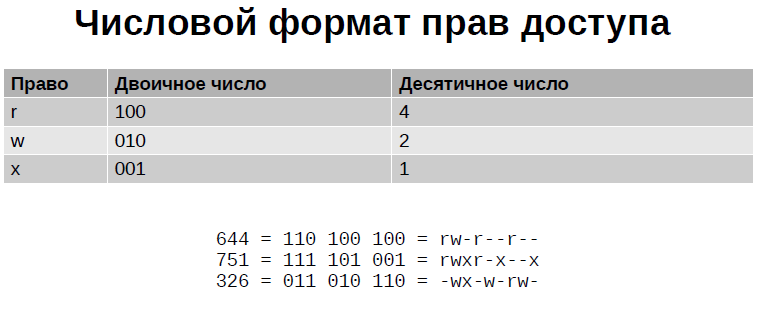 Числовой формат прав доступа
Право Двоичное число Десятичное число
r 100 4
w 010 2
x 001 1
644 = 110 100 100 = rw-r--r--
751 = 111 101 001 = rwxr-x--x
326 = 011 010 110 = -wx-w-rw-